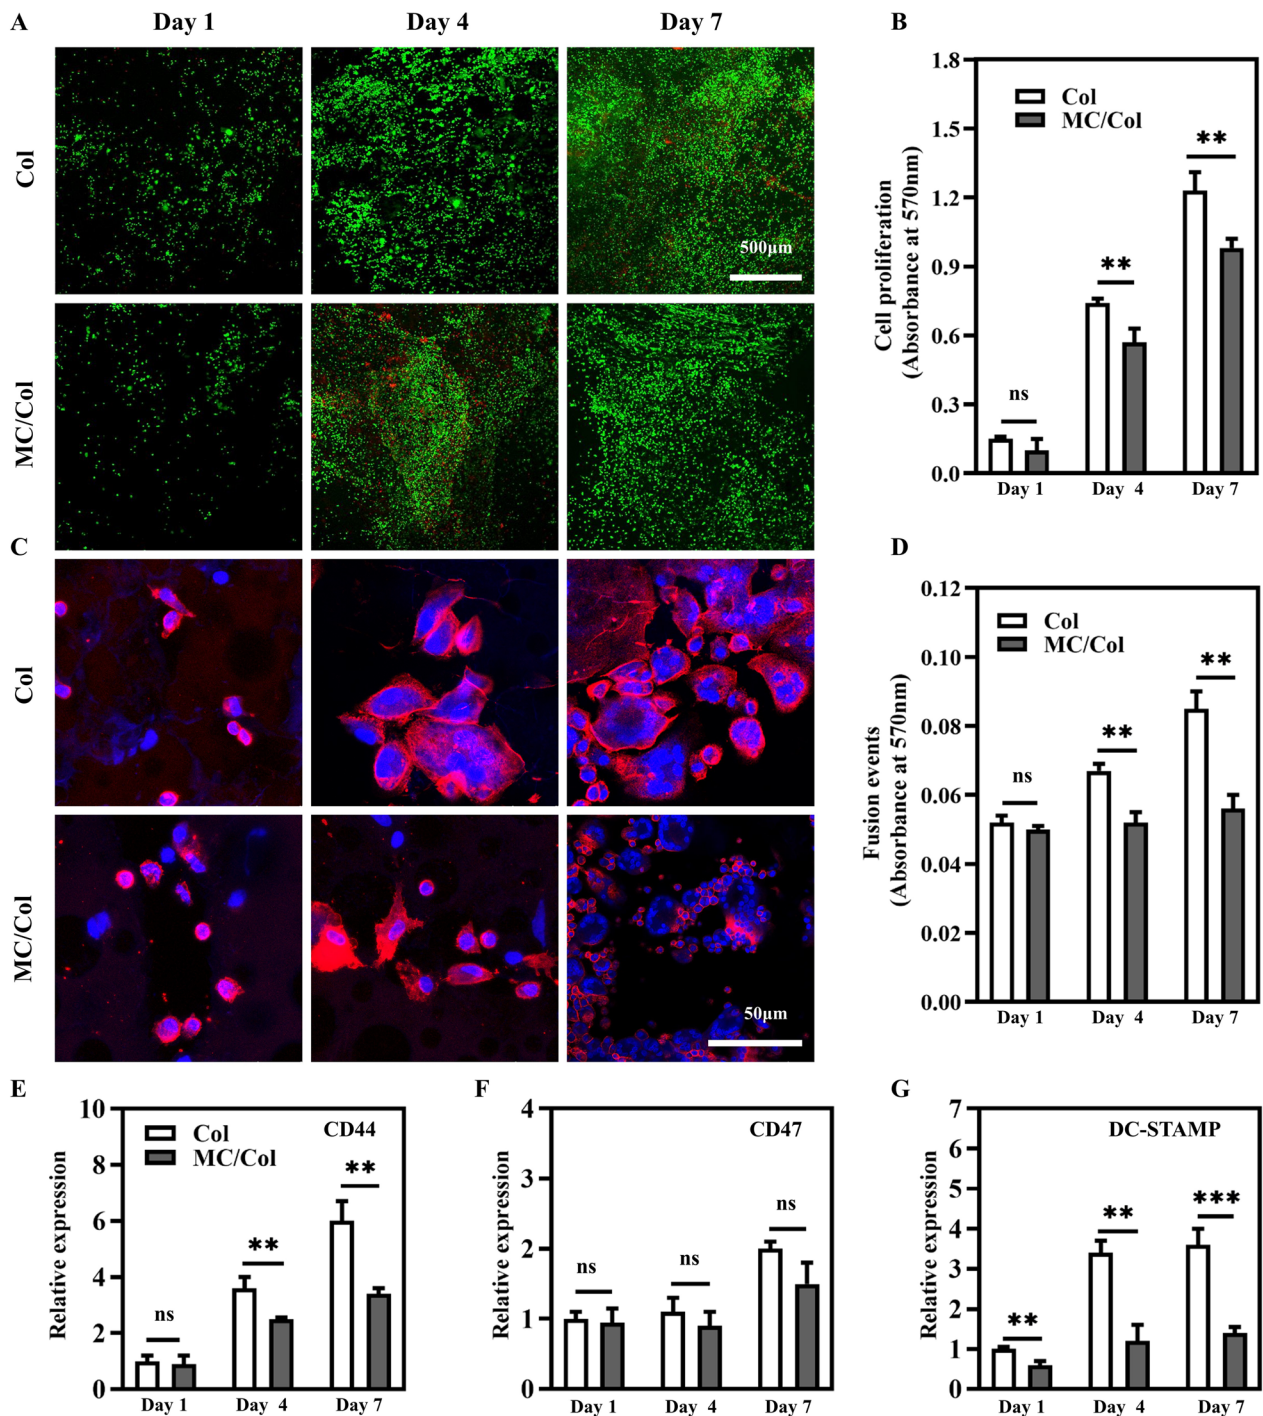 A
Day 1
Day 4
Day 7
Col
500µm
MC/Col
B
Cell proliferation
(Absorbance at 570nm)
1.8
1.5
1.2
0.9
0.6
0.3
0.0
Col
MC/Col
ns
**
**
Day 1
Day 4
Day 7
C
Col
MC/Col
50µm
D
Fusion events
(Absorbance at 570nm)
0.12
0.10
0.08
0.06
0.04
0.02
0.00
Col
MC/Col
ns
**
**
Day 1
Day 4
Day 7
E
Relative expression
10
8
6
4
2
0
Col
MC/Col
CD44
ns
**
**
Day 1
Day 4
Day 7
F
Relative expression
4
3
2
1
0
CD47
ns
ns
ns
Day 1
Day 4
Day 7
G
Relative expression
7
6
5
4
3
2
1
0
DC-STAMP
**
**
***
Day 1
Day 4
Day 7